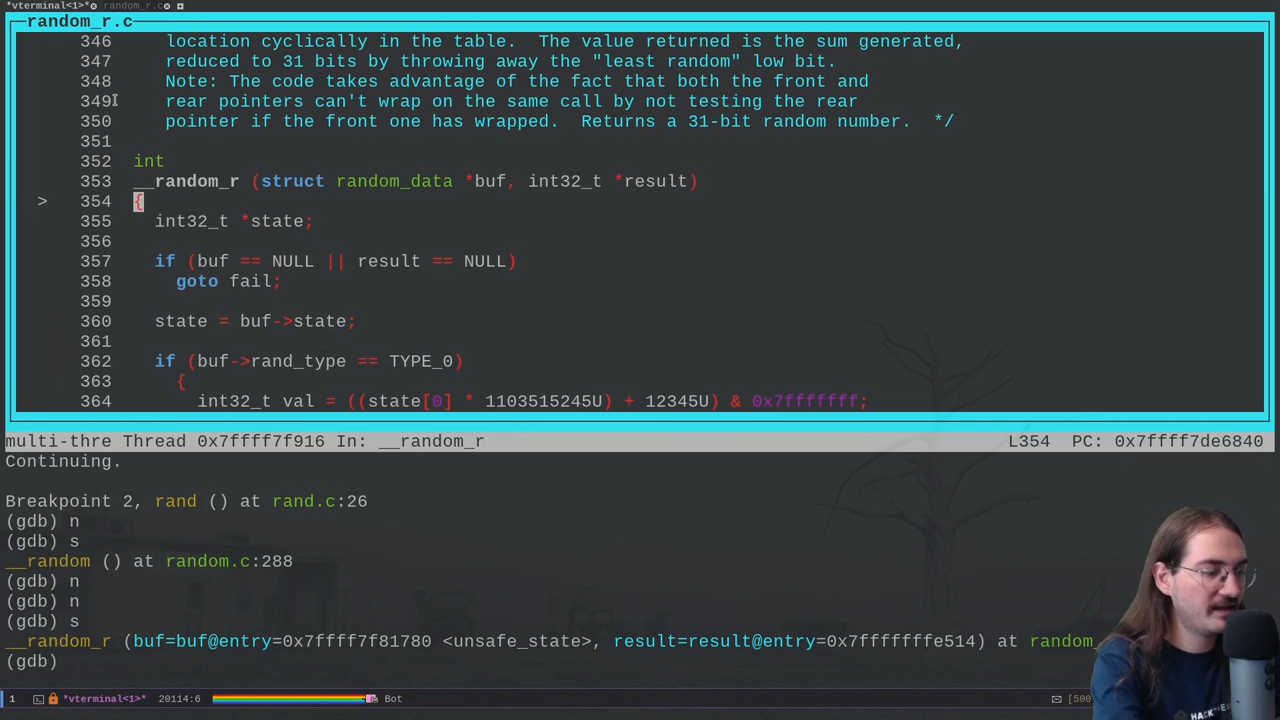 *vterminal<1>* random_r.c
random_r.c
346 location cyclically in the table.  The value returned is the sum generated,
347 reduced to 31 bits by throwing away the "least random" low bit.
348 Note: The code takes advantage of the fact that both the front and
349 rear pointers can't wrap on the same call by not testing the rear
350 pointer if the front one has wrapped.  Returns a 31-bit random number.  */
351
352 int
353 __random_r (struct random_data *buf, int32_t *result)
> 354 {
355 int32_t *state;
356
357 if (buf == NULL || result == NULL)
358 goto fail;
359
360 state = buf->state;
361
362 if (buf->rand_type == TYPE_0)
363 {
364 int32_t val = ((state[0] * 1103515245U) + 12345U) & 0x7fffffff;
multi-thre Thread 0x7ffff7f916 In: __random_r L354 PC: 0x7ffff7de6840
Continuing.
Breakpoint 2, rand () at rand.c:26
(gdb) n
(gdb) s
__random () at random.c:288
(gdb) n
(gdb) n
(gdb) s
__random_r (buf=buf@entry=0x7ffff7f81780 <unsafe_state>, result=result@entry=0x7fffffffe514) at random_
(gdb)
1 *vterminal<1>* 20114:6 Bot [500